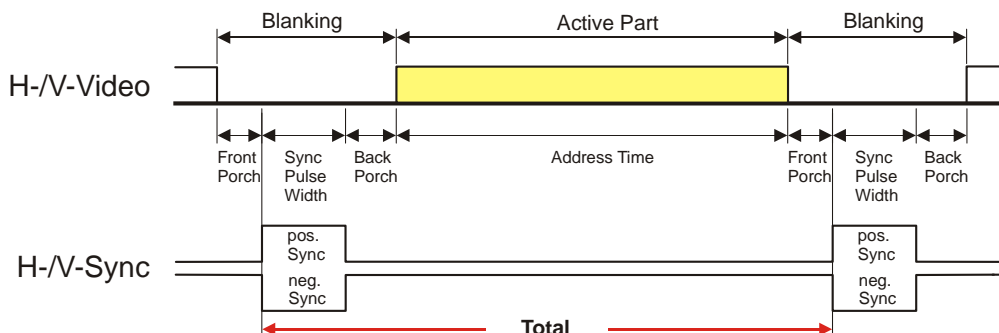 Blanking
Active Part
Blanking
H-/V-Video
Front
Porch
Sync
Pulse
Width
Back
Porch
Address Time
Front
Porch
Sync
Pulse
Width
Back
Porch
H-/V-Sync
pos.
Sync
neg.
Sync
pos.
Sync
neg.
Sync
Total